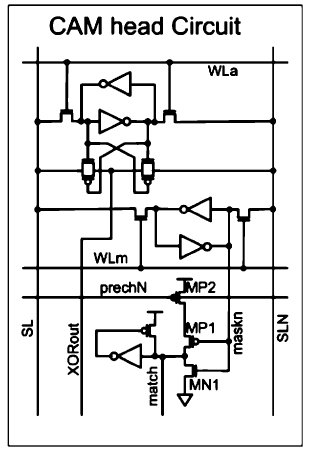 CAM head Circuit
WLa
WLm
prechN
MP2
MP1
MN1
SL
XORout
match
maskn
SLN